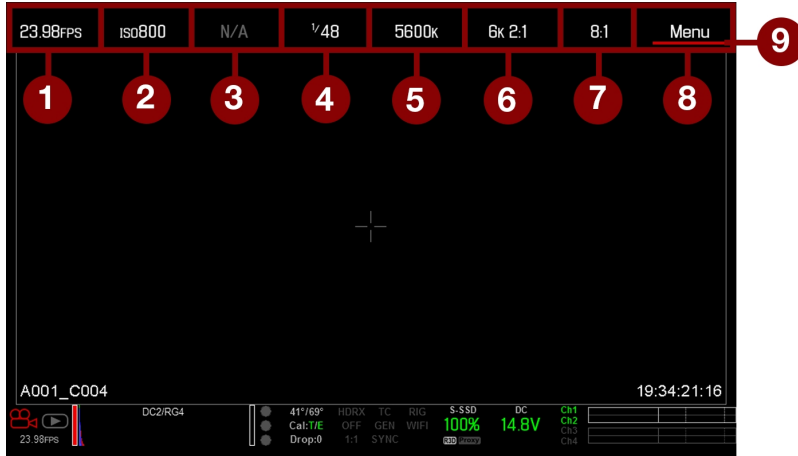 23.98FPS ISO800 N/A 1/48 5600K 6K 2:1 8:1 Menu
9
1 2 3 4 5 6 7 8
A001_C004 19:34:21:16
DC2/RG4 41°/69° HDRX TC RIG S-SSD DC Ch1
Cal:T/E OFF GEN WIFI 100% 14.8V Ch2
23.98FPS Drop:0 1:1 SYNC R3D Proxy Ch3
Ch4